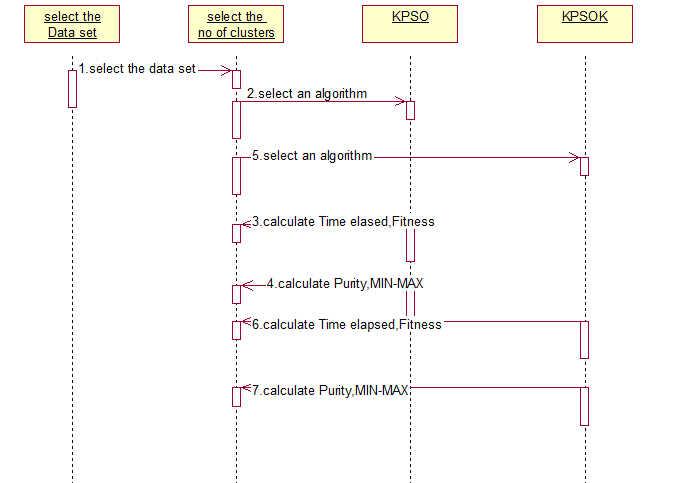 select the
Data set
select the
no of clusters
KPSO
KPSOK
1.select the data set
2.select an algorithm
5.select an algorithm
3.calculate Time elased,Fitness
4.calculate Purity,MIN-MAX
6.calculate Time elapsed,Fitness
7.calculate Purity,MIN-MAX